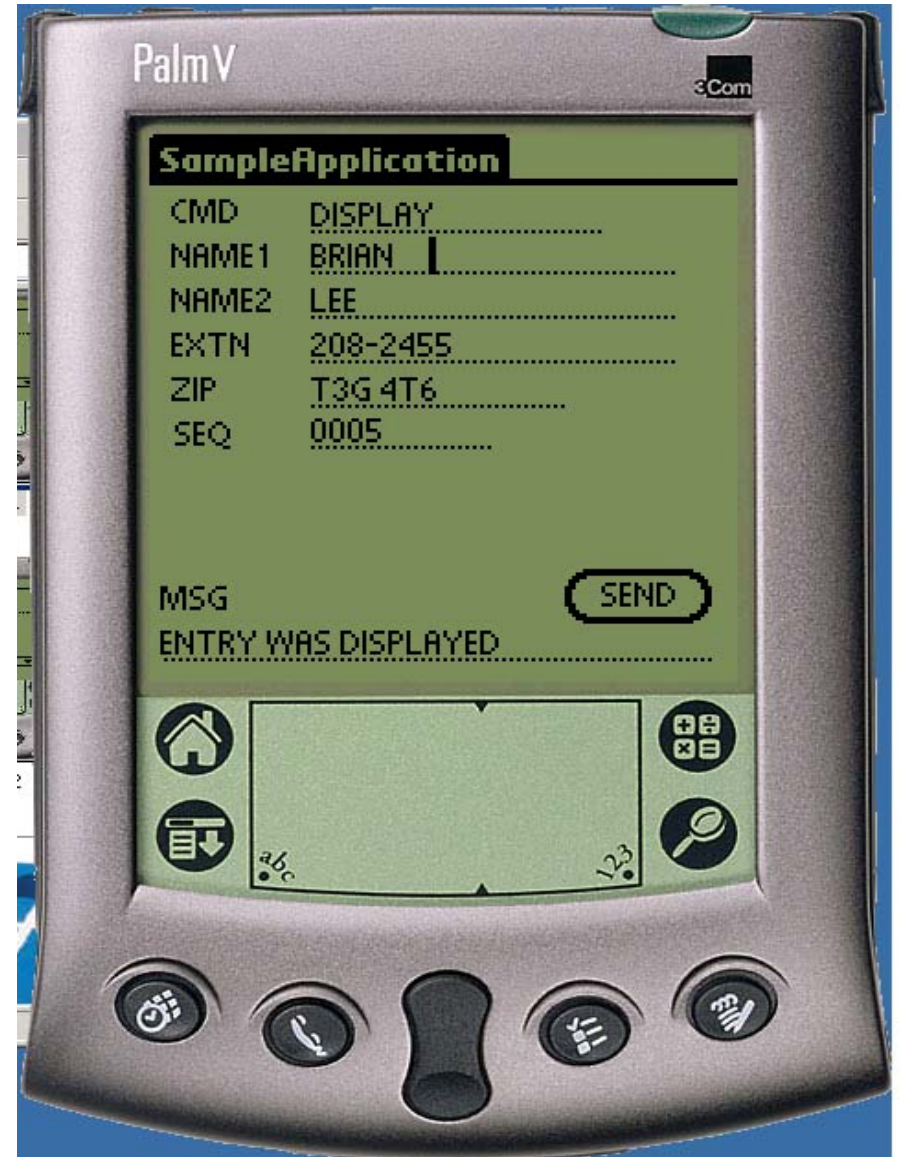 PalmV
3Com
SampleApplication
CMD DISPLAY
NAME1 BRIAN
NAME2 LEE
EXTN 208-2455
ZIP T3G 4T6
SEQ 0005
MSG SEND
ENTRY WAS DISPLAYED
abc 123